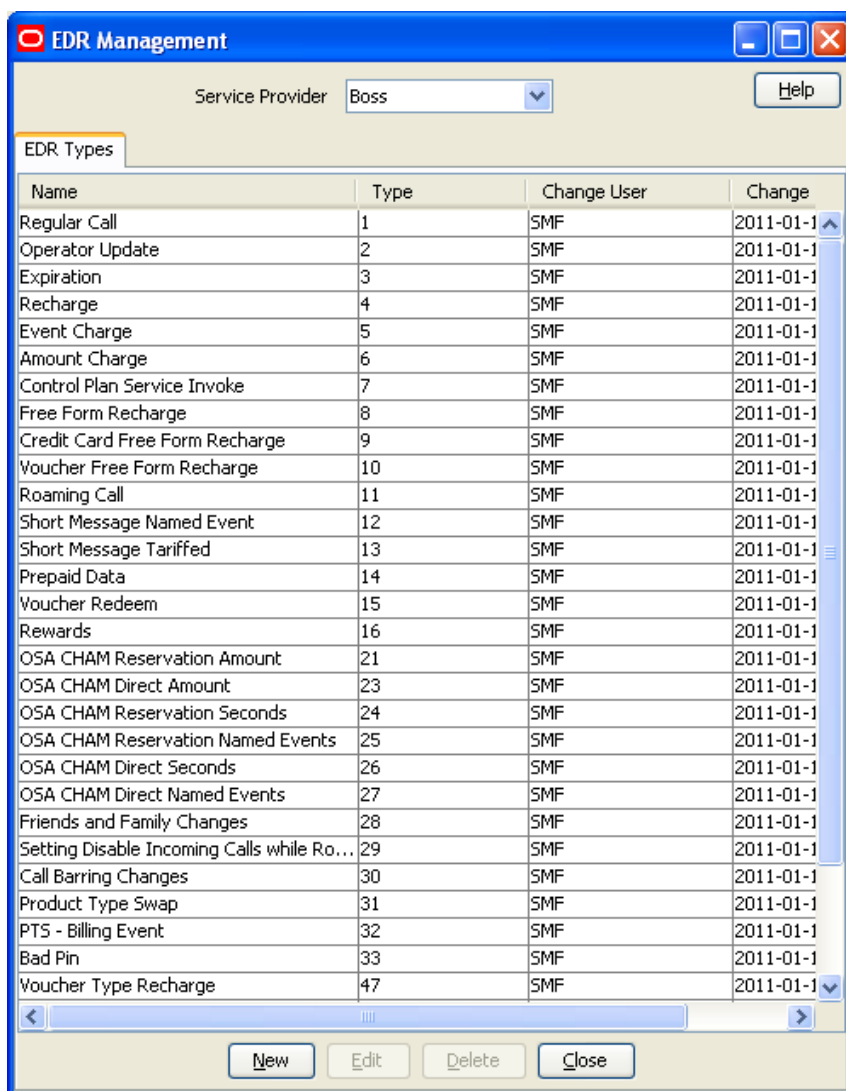 EDR Management
Service Provider Boss Help
EDR Types
Name Type Change User Change
Regular Call 1 SMF 2011-01-1
Operator Update 2 SMF 2011-01-1
Expiration 3 SMF 2011-01-1
Recharge 4 SMF 2011-01-1
Event Charge 5 SMF 2011-01-1
Amount Charge 6 SMF 2011-01-1
Control Plan Service Invoke 7 SMF 2011-01-1
Free Form Recharge 8 SMF 2011-01-1
Credit Card Free Form Recharge 9 SMF 2011-01-1
Voucher Free Form Recharge 10 SMF 2011-01-1
Roaming Call 11 SMF 2011-01-1
Short Message Named Event 12 SMF 2011-01-1
Short Message Tariffed 13 SMF 2011-01-1
Prepaid Data 14 SMF 2011-01-1
Voucher Redeem 15 SMF 2011-01-1
Rewards 16 SMF 2011-01-1
OSA CHAM Reservation Amount 21 SMF 2011-01-1
OSA CHAM Direct Amount 23 SMF 2011-01-1
OSA CHAM Reservation Seconds 24 SMF 2011-01-1
OSA CHAM Reservation Named Events 25 SMF 2011-01-1
OSA CHAM Direct Seconds 26 SMF 2011-01-1
OSA CHAM Direct Named Events 27 SMF 2011-01-1
Friends and Family Changes 28 SMF 2011-01-1
Setting Disable Incoming Calls while Ro... 29 SMF 2011-01-1
Call Barring Changes 30 SMF 2011-01-1
Product Type Swap 31 SMF 2011-01-1
PTS - Billing Event 32 SMF 2011-01-1
Bad Pin 33 SMF 2011-01-1
Voucher Type Recharge 47 SMF 2011-01-1
New Edit Delete Close